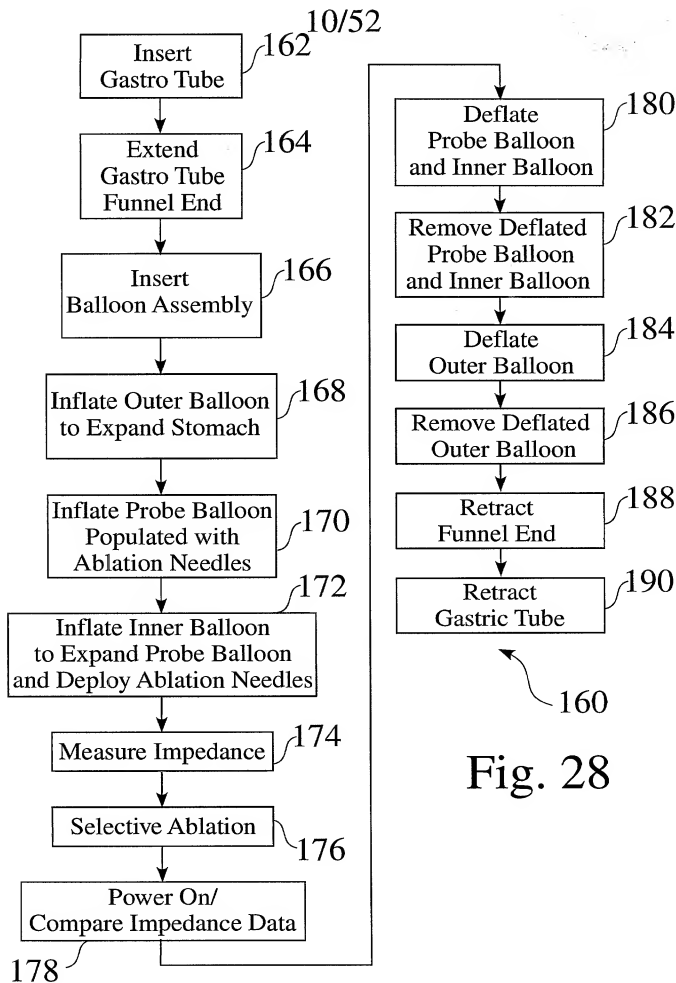 10/52
Insert
Gastro Tube
162
Extend
Gastro Tube
Funnel End
164
Insert
Balloon Assembly
166
Inflate Outer Balloon
to Expand Stomach
168
Inflate Probe Balloon
Populated with
Ablation Needles
170
172
Inflate Inner Balloon
to Expand Probe Balloon
and Deploy Ablation Needles
Measure Impedance
174
Selective Ablation
176
Power On/
Compare Impedance Data
178
Deflate
Probe Balloon
and Inner Balloon
180
Remove Deflated
Probe Balloon
and Inner Balloon
182
Deflate
Outer Balloon
184
Remove Deflated
Outer Balloon
186
Retract
Funnel End
188
Retract
Gastric Tube
190
160
Fig. 28